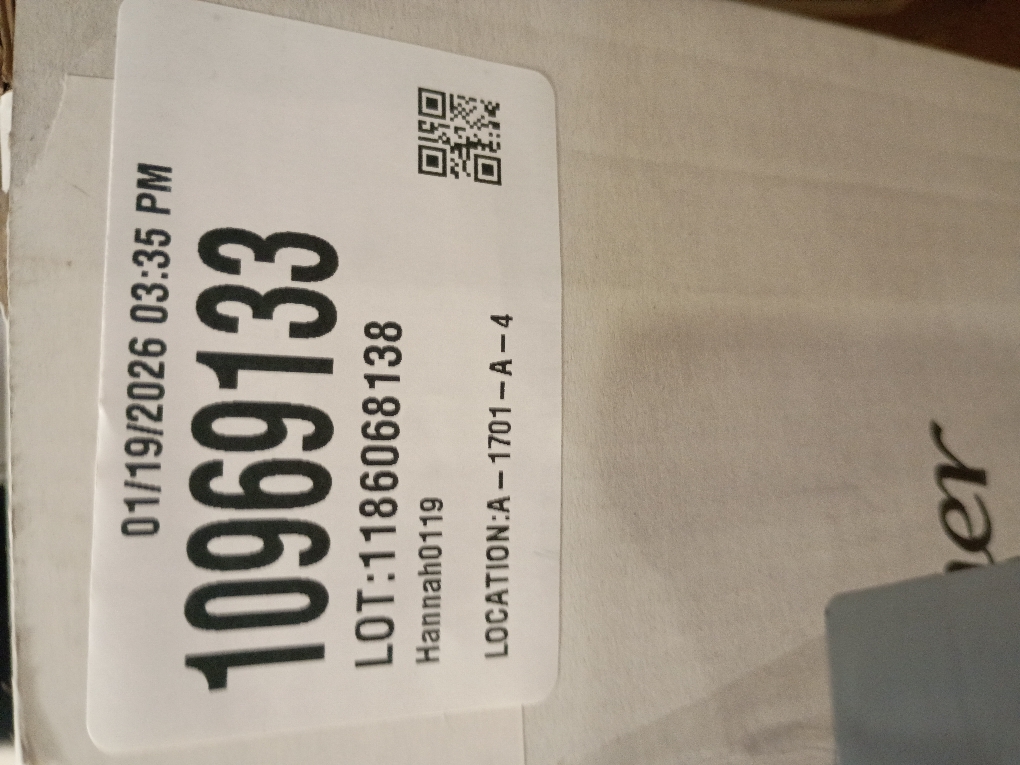 01/19/2026 03:35 PM
10969133
LOT:1186068138
Hannah0119
LOCATION:A-1701-A-4